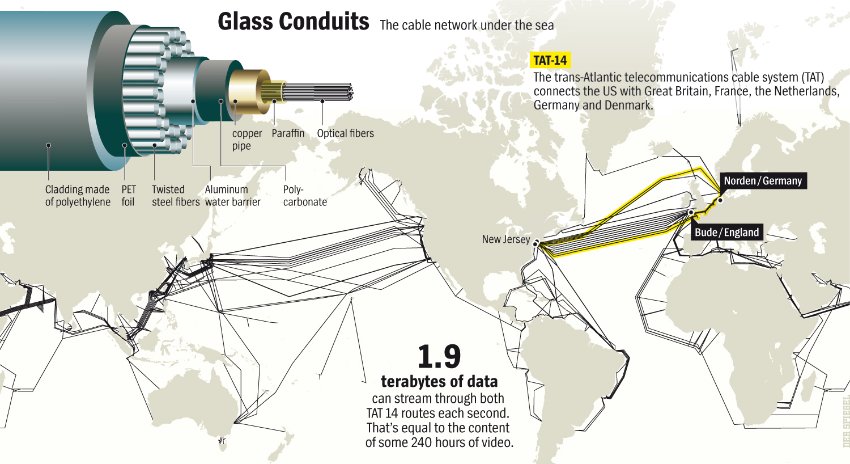 Glass Conduits The cable network under the sea
TAT-14
The trans-Atlantic telecommunications cable system (TAT)
connects the US with Great Britain, France, the Netherlands,
Germany and Denmark.
copper
pipe
Paraffin
Optical fibers
Cladding made
of polyethylene
PET
foil
Twisted
steel fibers
Aluminum
water barrier
Poly-
carbonate
Norden/Germany
Bude/England
New Jersey
1.9
terabytes of data
can stream through both
TAT 14 routes each second.
That's equal to the content
of some 240 hours of video.
DER SPIEGEL